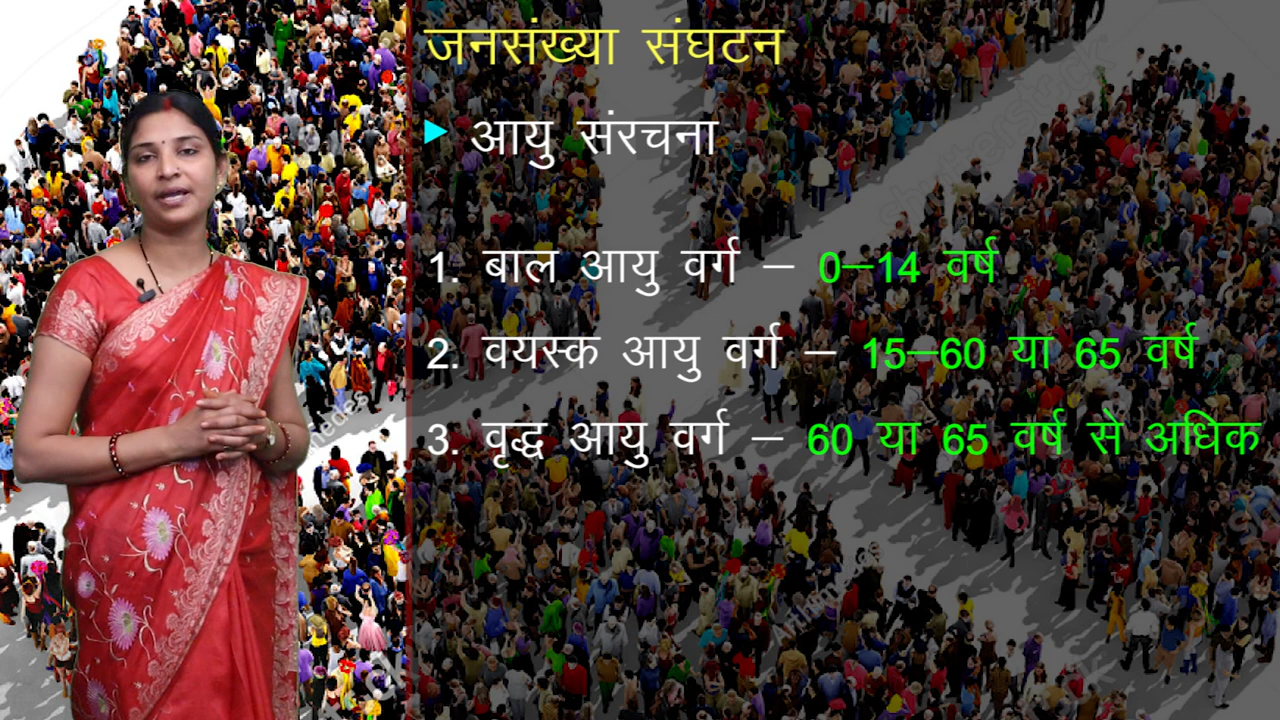 जनसंख्या संघटन
आयु संरचना
1. बाल आयु वर्ग – 0–14 वर्ष
2. वयस्क आयु वर्ग – 15–60 या 65 वर्ष
3. वृद्ध आयु वर्ग – 60 या 65 वर्ष से अधिक